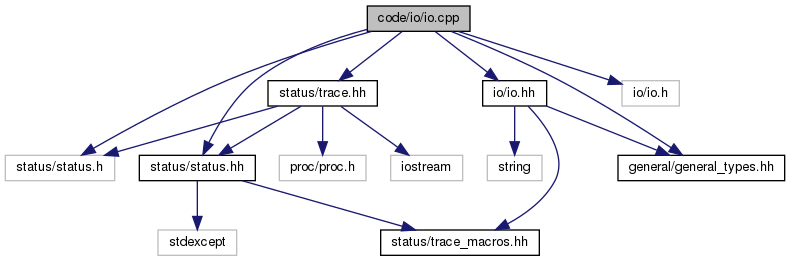 code/io/io.cpp
status/trace.hh
io/io.hh
io/io.h
status/status.h
status/status.hh
proc/proc.h
iostream
string
general/general_types.hh
stdexcept
status/trace_macros.hh